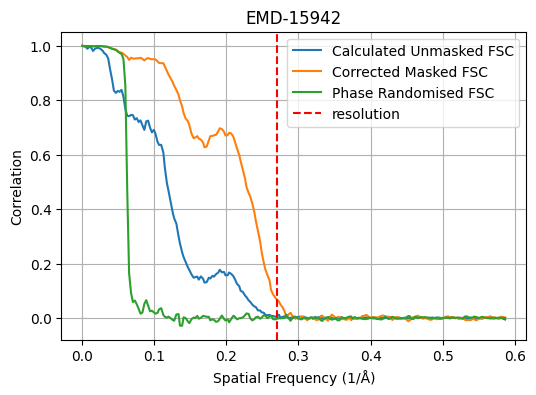 EMD-15942
1.0
0.8
0.6
0.4
0.2
0.0
Correlation
Calculated Unmasked FSC
Corrected Masked FSC
Phase Randomised FSC
resolution
0.0 0.1 0.2 0.3 0.4 0.5 0.6
Spatial Frequency (1/Å)